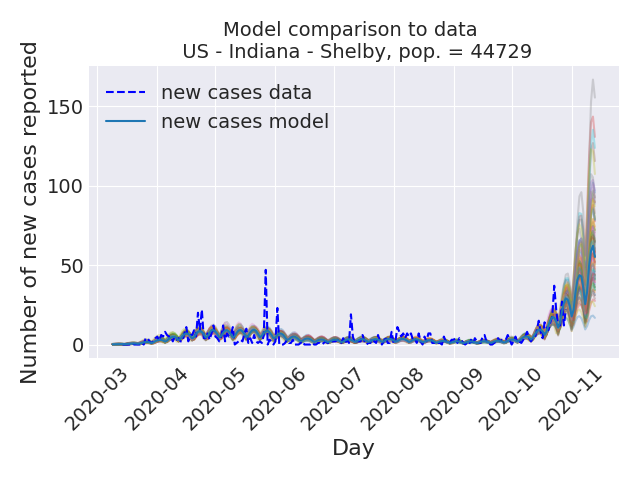 Model comparison to data
US - Indiana - Shelby, pop. = 44729
Number of new cases reported
150
100
50
0
new cases data
new cases model
2020-03
2020-04
2020-05
2020-06
2020-07
2020-08
2020-09
2020-10
2020-11
Day